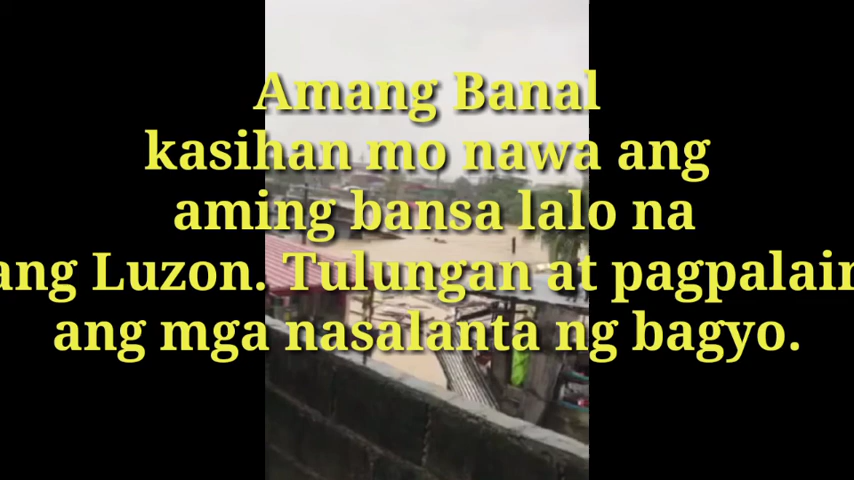 Amang Banal
kasihan mo nawa ang
aming bansa lalo na
ang Luzon. Tulungan at pagpalain
ang mga nasalanta ng bagyo.